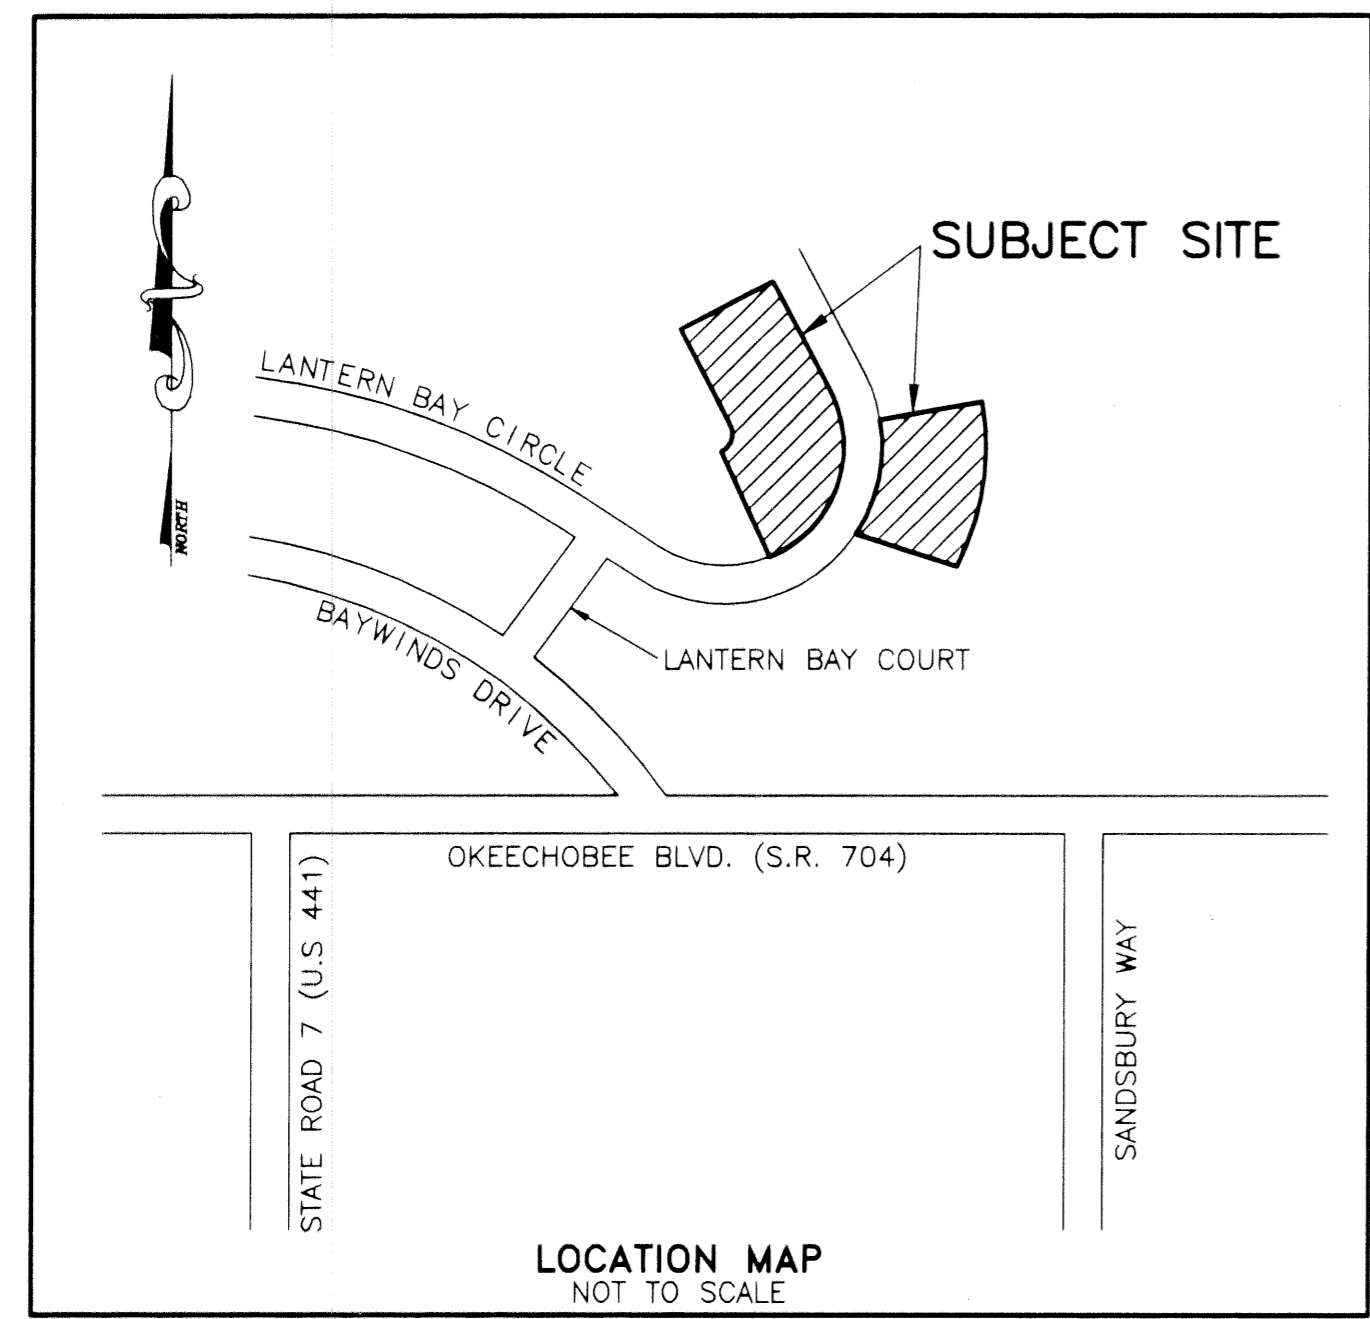 SUBJECT SITE
NORTH
LANTERN BAY CIRCLE
BAYWINDS DRIVE
LANTERN BAY COURT
OKEECHOBEE BLVD. (S.R. 704)
STATE ROAD 7 (U.S 441)
SANDSBURY WAY
LOCATION MAP
NOT TO SCALE